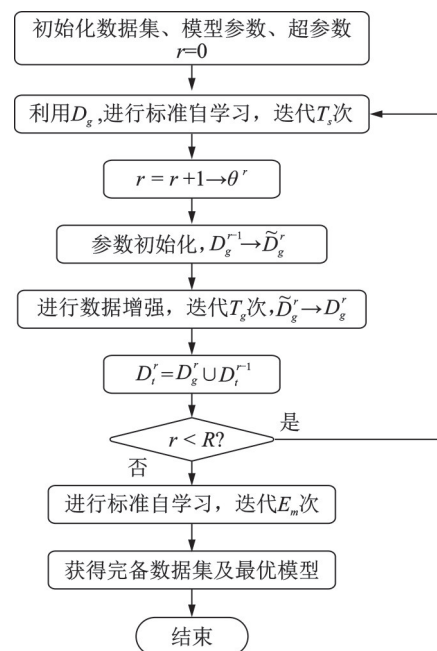 初始化数据集、模型参数、超参数
r=0
利用D_g,进行标准自学习，迭代T_s次
r = r+1→θ^r
参数初始化，D_g^{r-1}→D̃_g^r
进行数据增强，迭代T_g次，D̃_g^r→D_g^r
D_t^r=D_g^r∪D_t^{r-1}
r < R?
是
否
进行标准自学习，迭代E_m次
获得完备数据集及最优模型
结束